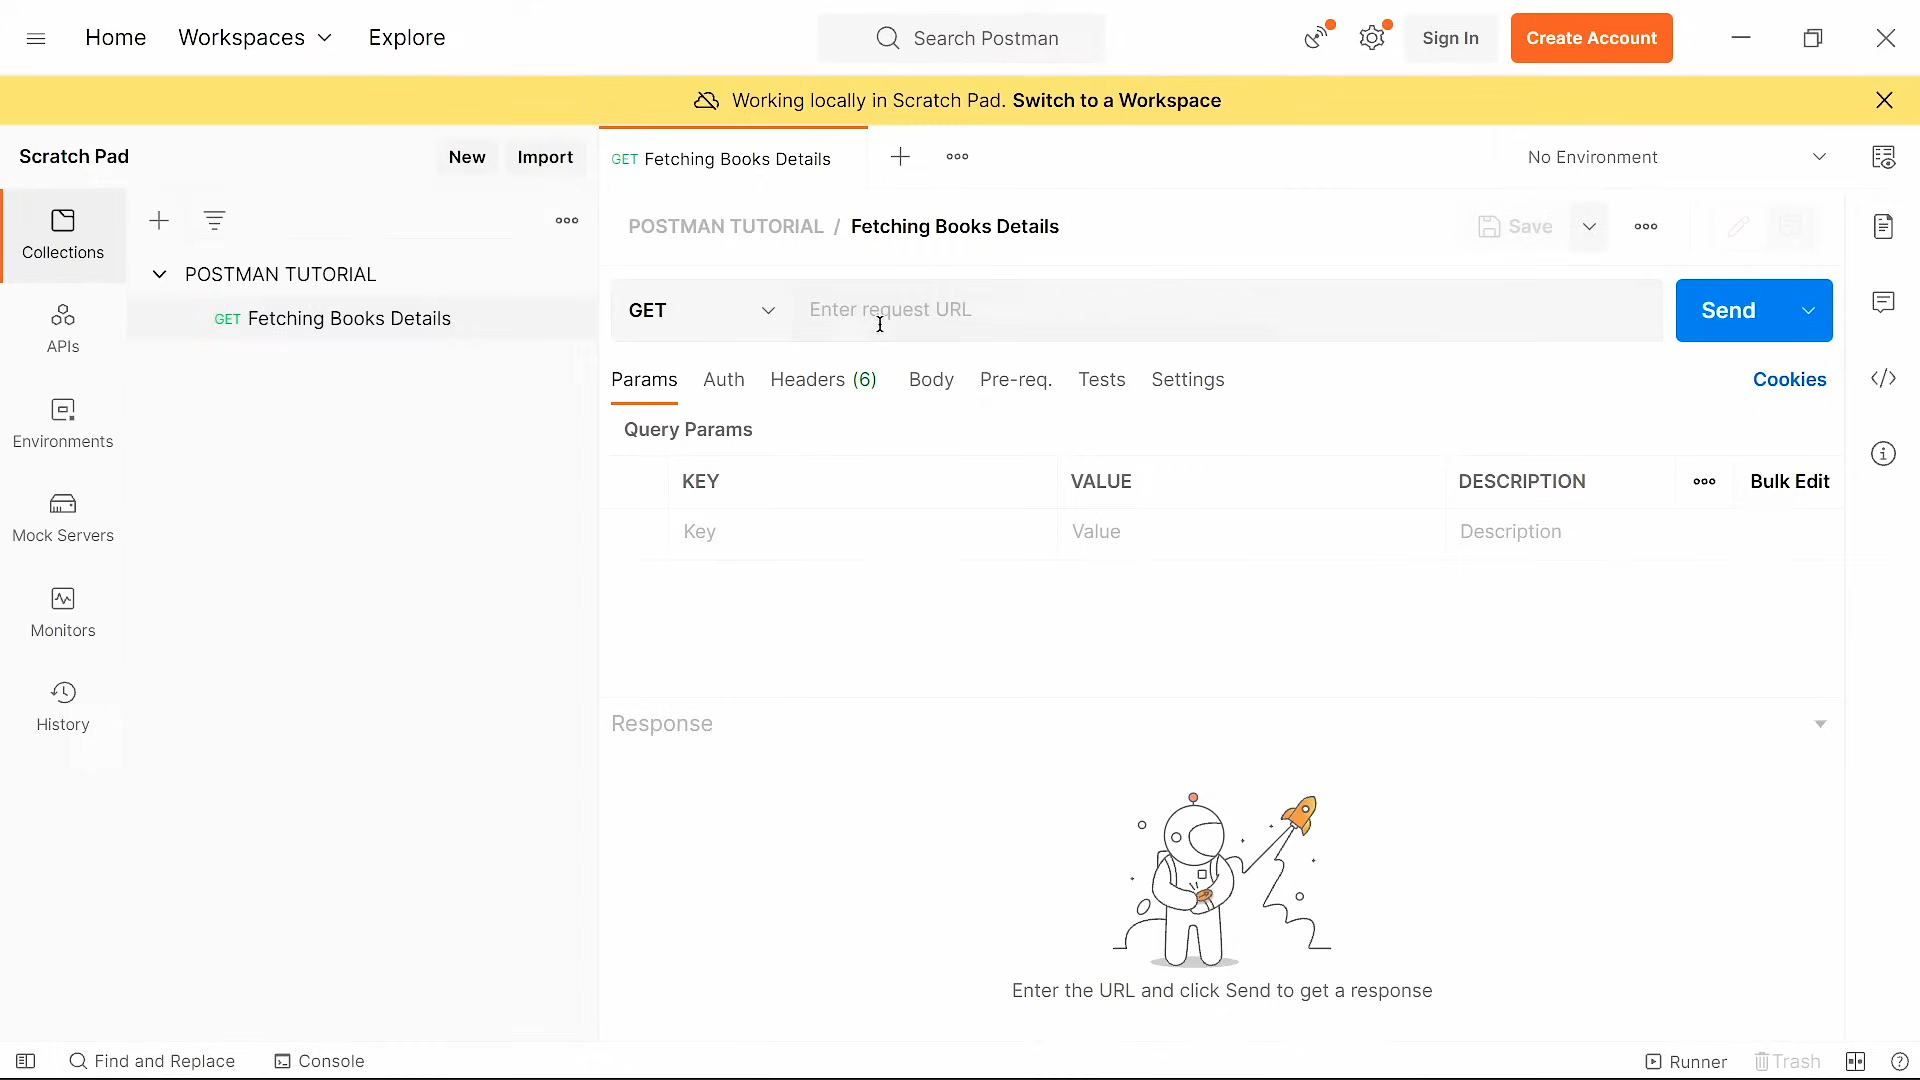 Home Workspaces Explore Search Postman Sign In Create Account
Working locally in Scratch Pad. Switch to a Workspace
Scratch Pad New Import GET Fetching Books Details No Environment
Collections
POSTMAN TUTORIAL / Fetching Books Details Save
POSTMAN TUTORIAL
GET Fetching Books Details
GET Enter request URL Send
APIs
Params Auth Headers (6) Body Pre-req. Tests Settings Cookies
Environments
Query Params
KEY VALUE DESCRIPTION Bulk Edit
Key Value Description
Mock Servers
Monitors
History
Response
Enter the URL and click Send to get a response
Find and Replace Console Runner Trash